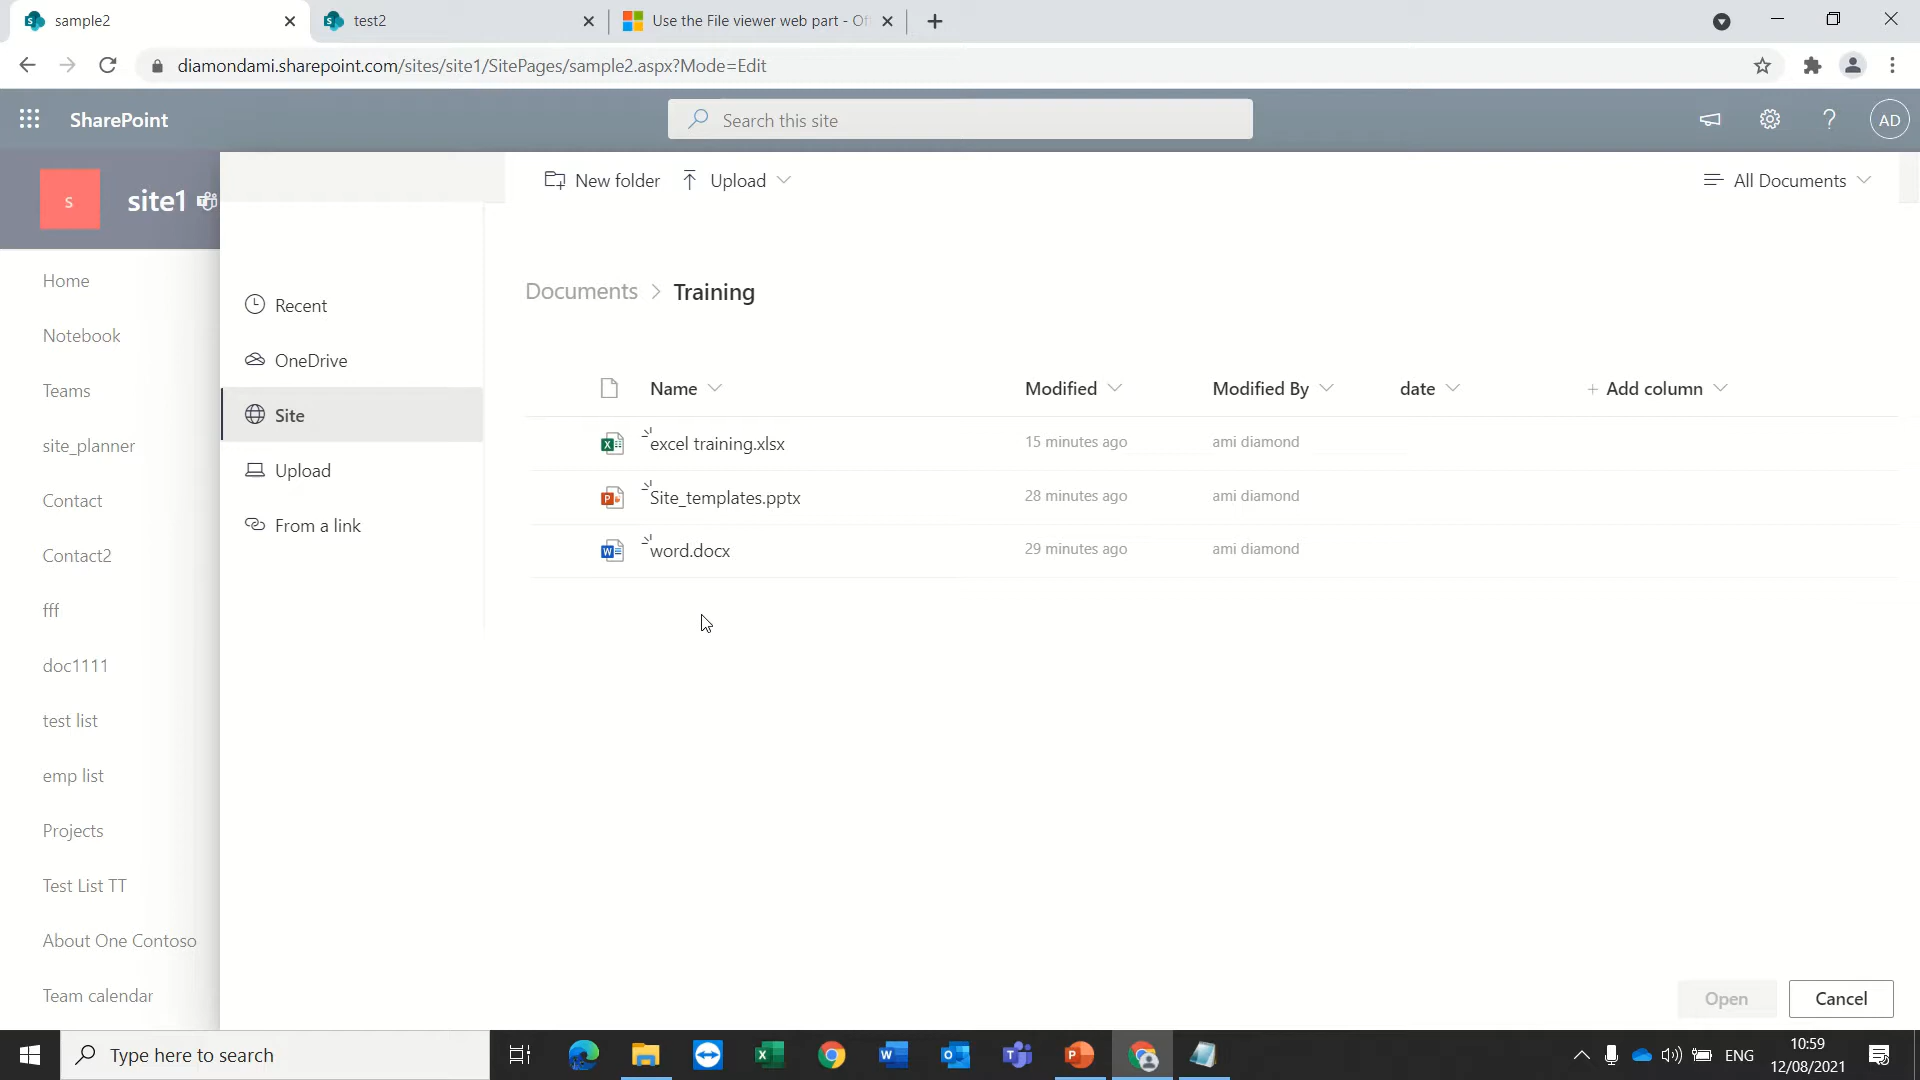 sample2
test2
Use the File viewer web part - Of
diamondami.sharepoint.com/sites/site1/SitePages/sample2.aspx?Mode=Edit
SharePoint
Search this site
AD
s
site1
New folder
Upload
All Documents
Home
Notebook
Teams
site_planner
Contact
Contact2
fff
doc1111
test list
emp list
Projects
Test List TT
About One Contoso
Team calendar
Recent
OneDrive
Site
Upload
From a link
Documents > Training
Name Modified Modified By date + Add column
excel training.xlsx 15 minutes ago ami diamond
Site_templates.pptx 28 minutes ago ami diamond
word.docx 29 minutes ago ami diamond
Open
Cancel
Type here to search
ENG
10:59
12/08/2021